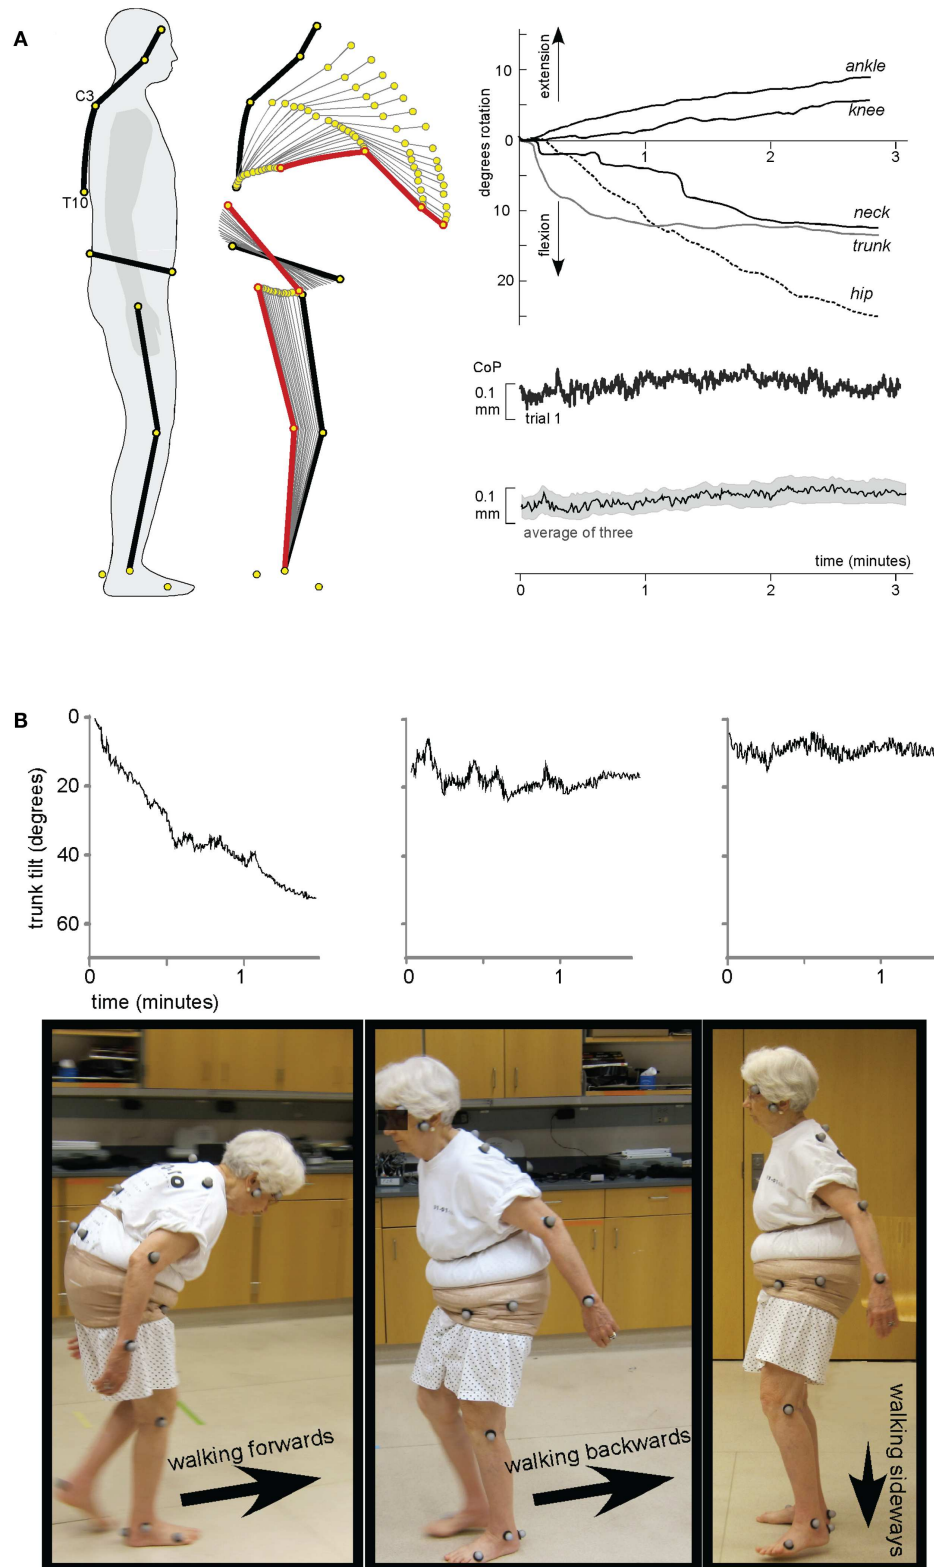 A
C3
T10
extension
flexion
degrees rotation
10
0
10
20
1
2
3
ankle
knee
neck
trunk
hip
CoP
0.1
mm
trial 1
0.1
mm
average of three
time (minutes)
0
1
2
3
B
trunk tilt (degrees)
0
20
40
60
0
1
time (minutes)
0
1
0
1
walking forwards
walking backwards
walking sideways